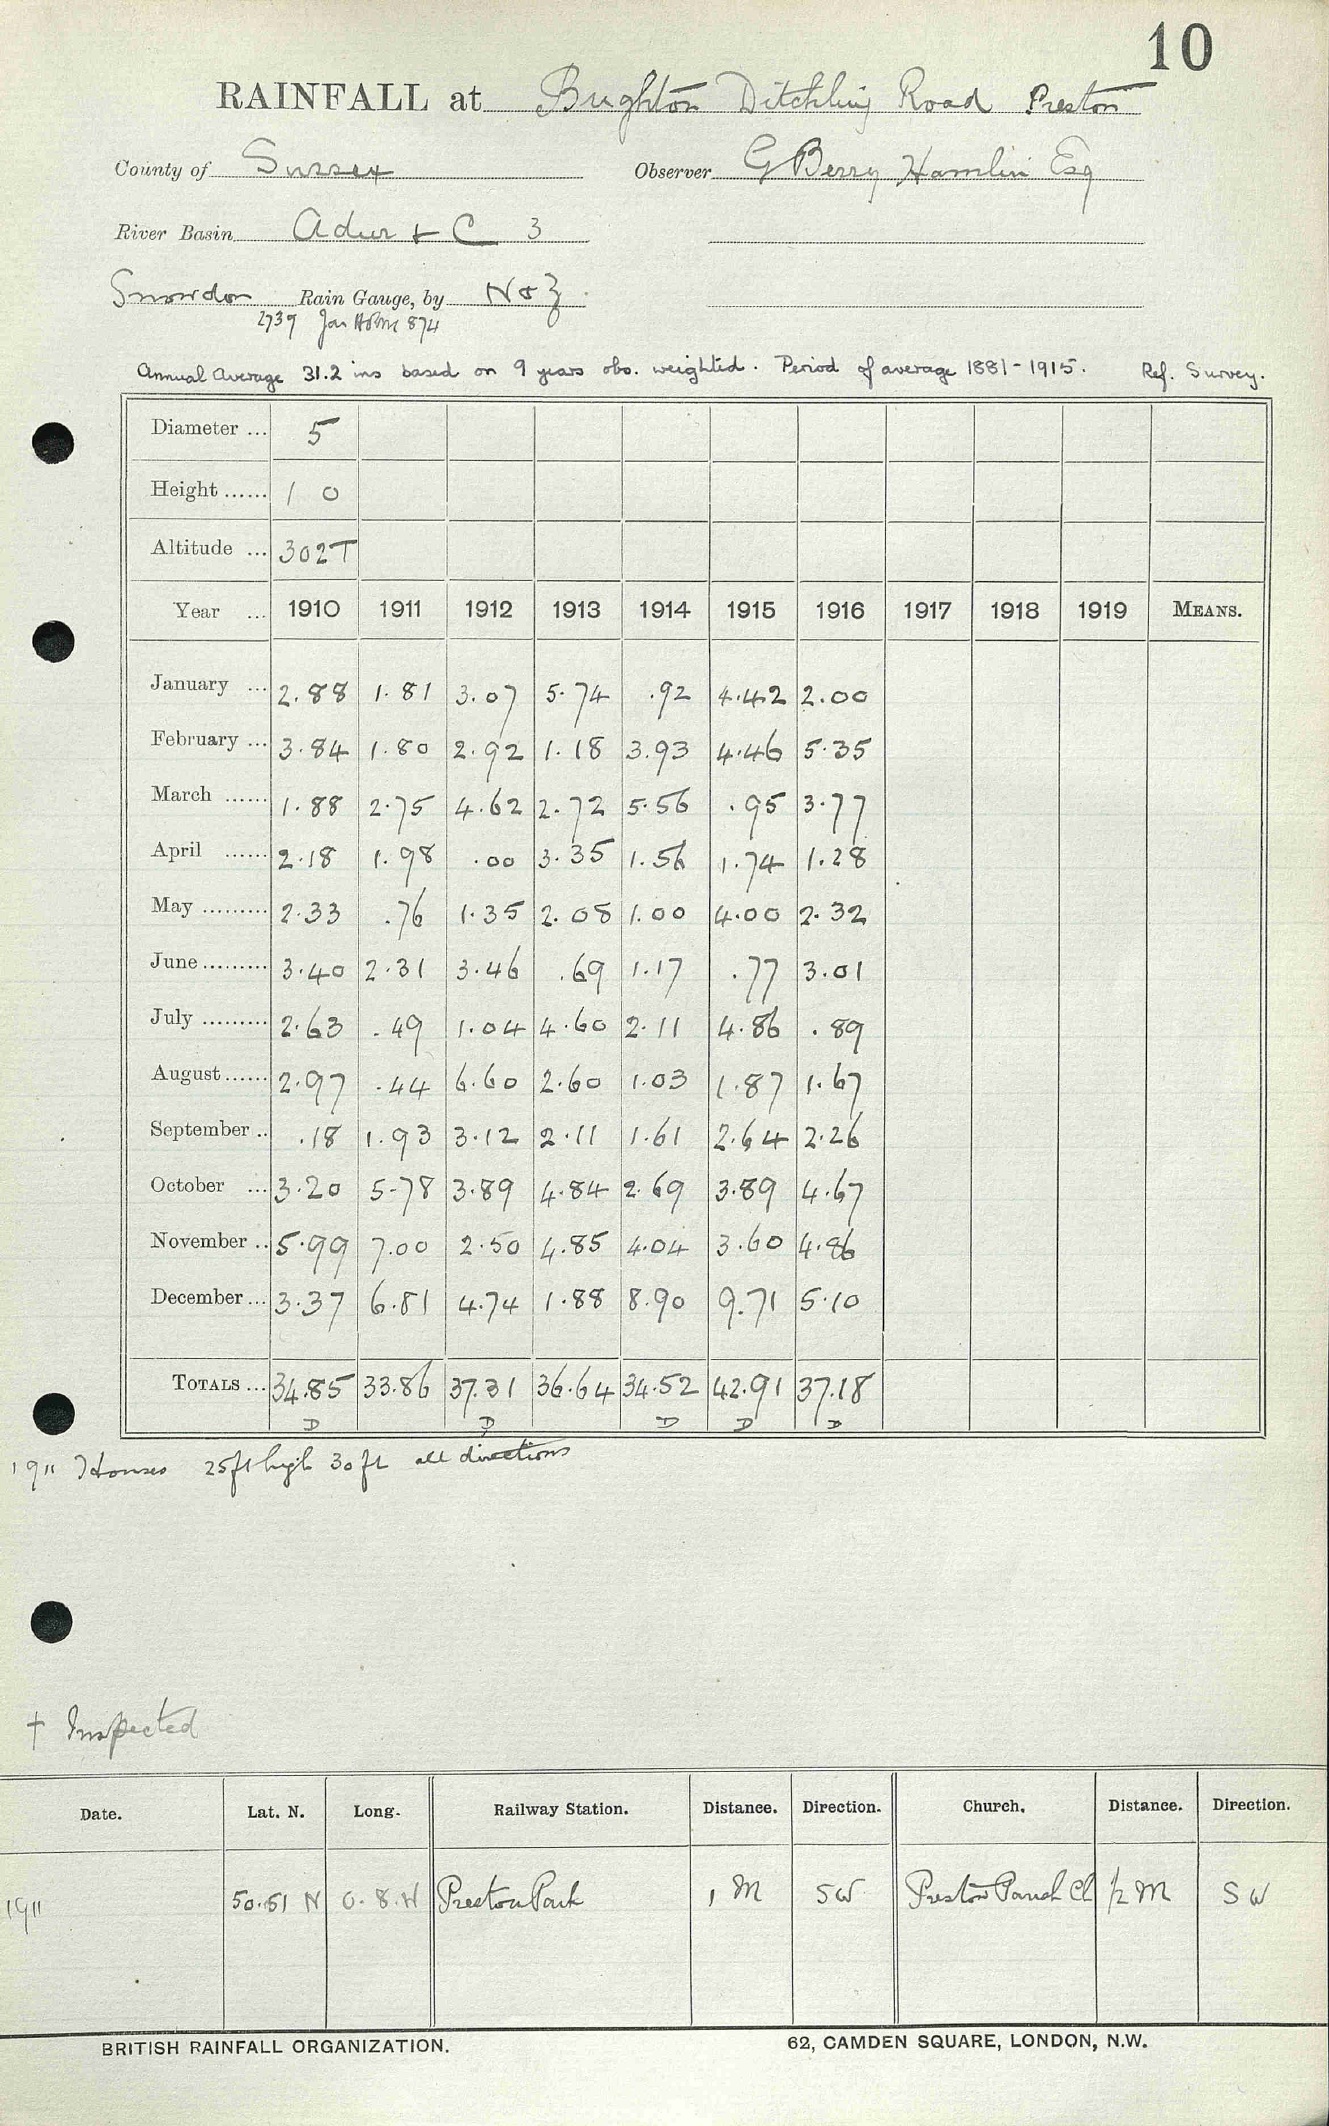 10
RAINFALL at Brighton Ditchling Road Preston
County of Sussex Observer G Berry Hamlin Esq
River Basin Adur & C 3
Snowdon Rain Gauge, by N & Z
2739 874
Annual Average 31.2 ins based on 9 years obs. weighted. Period of average 1881-1915. Ref. Survey.
Diameter ... 5
Height ...... 1 0
Altitude ... 302T
Year ... 1910 1911 1912 1913 1914 1915 1916 1917 1918 1919 MEANS.
January ... 2.88 1.81 3.07 5.74 .92 4.42 2.00
February ... 3.84 1.80 2.92 1.18 3.93 4.46 5.35
March ...... 1.88 2.75 4.62 2.72 5.56 .95 3.77
April ...... 2.18 1.98 .00 3.35 1.56 1.74 1.28
May ......... 2.33 .76 1.35 2.08 1.00 4.00 2.32
June ......... 3.40 2.31 3.46 .69 1.17 .77 3.01
July ......... 2.63 .49 1.04 4.60 2.11 4.86 .89
August ...... 2.97 .44 6.60 2.60 1.03 1.87 1.67
September .. .18 1.93 3.12 2.11 1.61 2.64 2.26
October ... 3.20 5.78 3.89 4.84 2.69 3.89 4.67
November .. 5.99 7.00 2.50 4.85 4.04 3.60 4.86
December ... 3.37 6.81 4.74 1.88 8.90 9.71 5.10
TOTALS ... 34.85 33.86 37.31 36.64 34.52 42.91 37.18
D D D D D
1911 Houses 25ft high 30ft all directions
† Inspected
Date. Lat. N. Long. Railway Station. Distance. Direction. Church. Distance. Direction.
1911 50.51 N 0.8.W Preston Park 1 M SW Preston Parish Ch 1/2 M SW
BRITISH RAINFALL ORGANIZATION. 62, CAMDEN SQUARE, LONDON, N.W.